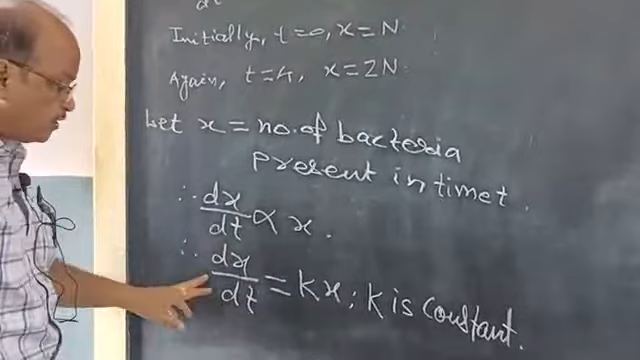 dt
Initially, t=0, x=N.
Again, t=4, x=2N.
Let x = no. of bacteria
present in time t.
∴ dx/dt ∝ x.
∴ dx/dt = kx; k is constant.